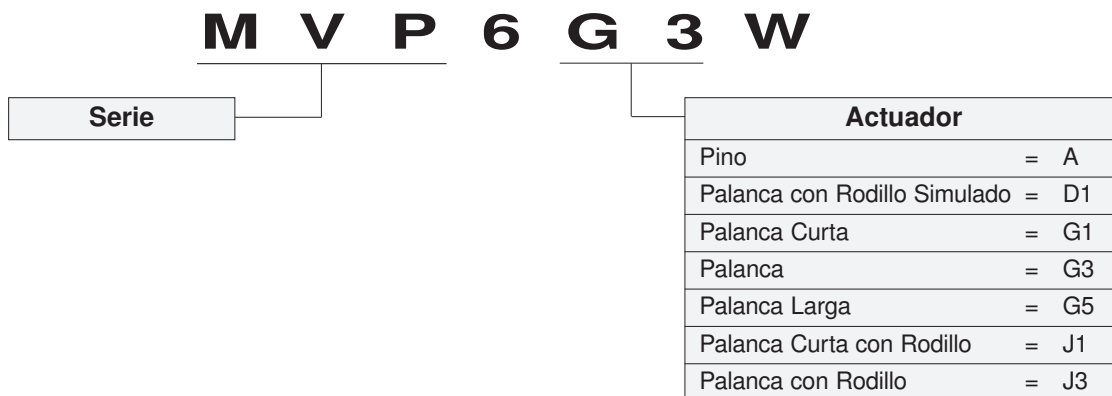 M V P 6 G 3 W
Serie
Actuador
Pino = A
Palanca con Rodillo Simulado = D1
Palanca Curta = G1
Palanca = G3
Palanca Larga = G5
Palanca Curta con Rodillo = J1
Palanca con Rodillo = J3